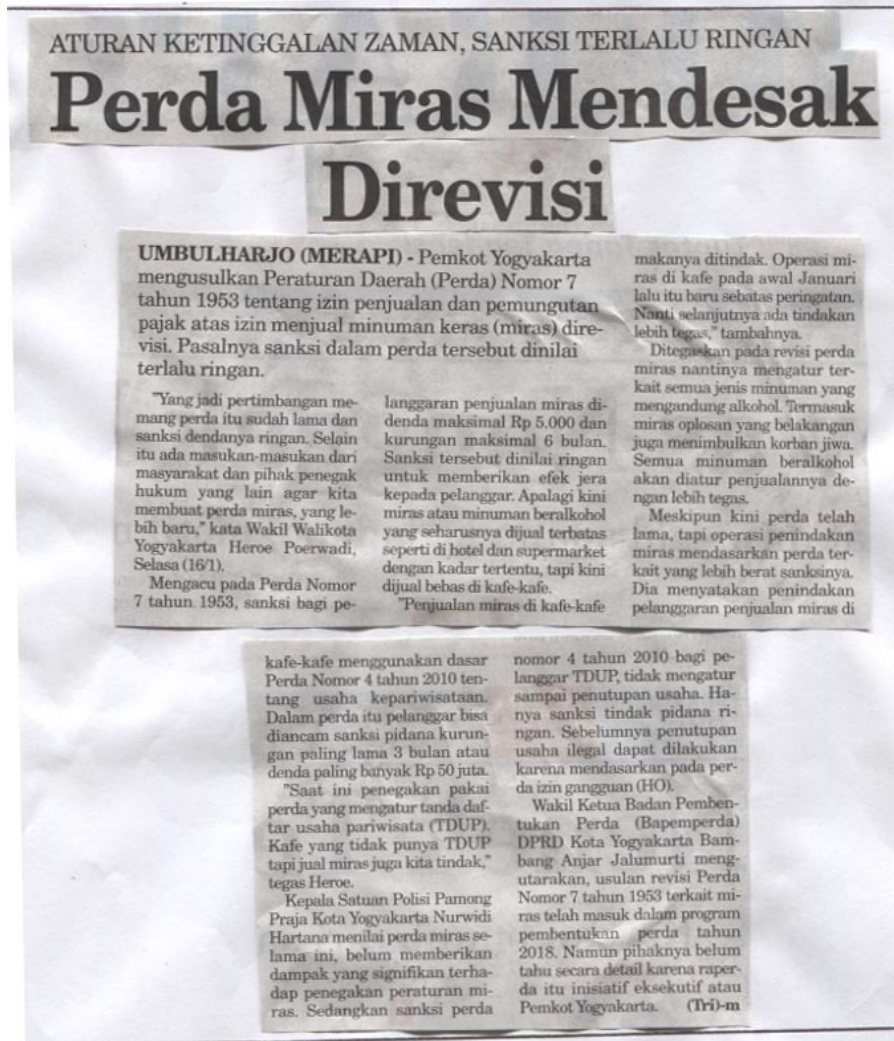 ATURAN KETINGGALAN ZAMAN, SANKSI TERLALU RINGAN
Perda Miras Mendesak
Direvisi
UMBULHARJO (MERAPI) - Pemkot Yogyakarta
mengusulkan Peraturan Daerah (Perda) Nomor 7
tahun 1953 tentang izin penjualan dan pemungutan
pajak atas izin menjual minuman keras (miras) dire-
visi. Pasalnya sanksi dalam perda tersebut dinilai
terlalu ringan.
"Yang jadi pertimbangan me-
mang perda itu sudah lama dan
sanksi dendanya ringan. Selain
itu ada masukan-masukan dari
masyarakat dan pihak penegak
hukum yang lain agar kita
membuat perda miras, yang le-
bih baru," kata Wakil Walikota
Yogyakarta Heroe Poerwadi,
Selasa (16/1).
Mengacu pada Perda Nomor
7 tahun 1953, sanksi bagi pe-
langgaran penjualan miras di-
denda maksimal Rp 5.000 dan
kurungan maksimal 6 bulan.
Sanksi tersebut dinilai ringan
untuk memberikan efek jera
kepada pelanggar. Apalagi kini
miras atau minuman beralkohol
yang seharusnya dijual terbatas
seperti di hotel dan supermarket
dengan kadar tertentu, tapi kini
dijual bebas di kafe-kafe.
"Penjualan miras di kafe-kafe
makanya ditindak. Operasi mi-
ras di kafe pada awal Januari
lalu itu baru sebatas peringatan.
Nanti selanjutnya ada tindakan
lebih tegas," tambahnya.
Ditegaskan pada revisi perda
miras nantinya mengatur ter-
kait semua jenis minuman yang
mengandung alkohol. Termasuk
miras oplosan yang belakangan
juga menimbulkan korban jiwa.
Semua minuman beralkohol
akan diatur penjualannya de-
ngan lebih tegas.
Meskipun kini perda telah
lama, tapi operasi penindakan
miras mendasarkan perda ter-
kait yang lebih berat sanksinya.
Dia menyatakan penindakan
pelanggaran penjualan miras di
kafe-kafe menggunakan dasar
Perda Nomor 4 tahun 2010 ten-
tang usaha kepariwisataan.
Dalam perda itu pelanggar bisa
diancam sanksi pidana kurun-
gan paling lama 3 bulan atau
denda paling banyak Rp 50 juta.
"Saat ini penegakan pakai
perda yang mengatur tanda daf-
tar usaha pariwisata (TDUP).
Kafe yang tidak punya TDUP
tapi jual miras juga kita tindak,"
tegas Heroe.
Kepala Satuan Polisi Pamong
Praja Kota Yogyakarta Nurwidi
Hartana menilai perda miras se-
lama ini, belum memberikan
dampak yang signifikan terha-
dap penegakan peraturan mi-
ras. Sedangkan sanksi perda
nomor 4 tahun 2010 bagi pe-
langgar TDUP, tidak mengatur
sampai penutupan usaha. Ha-
nya sanksi tindak pidana ri-
ngan. Sebelumnya penutupan
usaha ilegal dapat dilakukan
karena mendasarkan pada per-
da izin gangguan (HO).
Wakil Ketua Badan Pemben-
tukan Perda (Bapemperda)
DPRD Kota Yogyakarta Bam-
bang Anjar Jalumurti meng-
utarakan, usulan revisi Perda
Nomor 7 tahun 1953 terkait mi-
ras telah masuk dalam program
pembentukan perda tahun
2018. Namun pihaknya belum
tahu secara detail karena raper-
da itu inisiatif eksekutif atau
Pemkot Yogyakarta. (Tri)-m